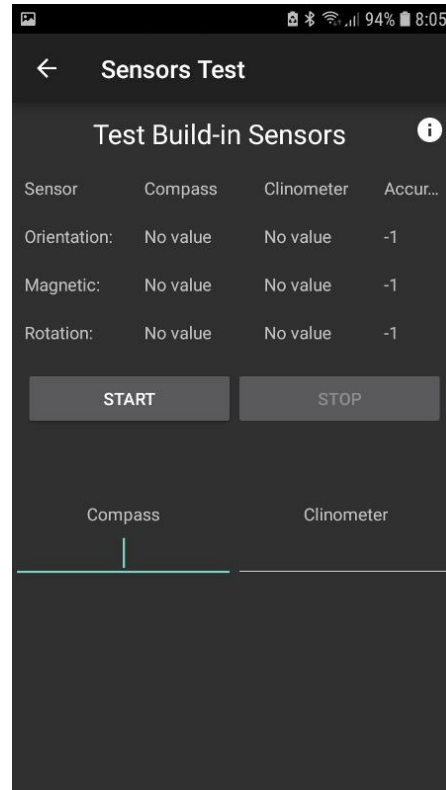 94% 8:05
Sensors Test
Test Build-in Sensors
Sensor Compass Clinometer Accur...
Orientation: No value No value -1
Magnetic: No value No value -1
Rotation: No value No value -1
START STOP
Compass Clinometer